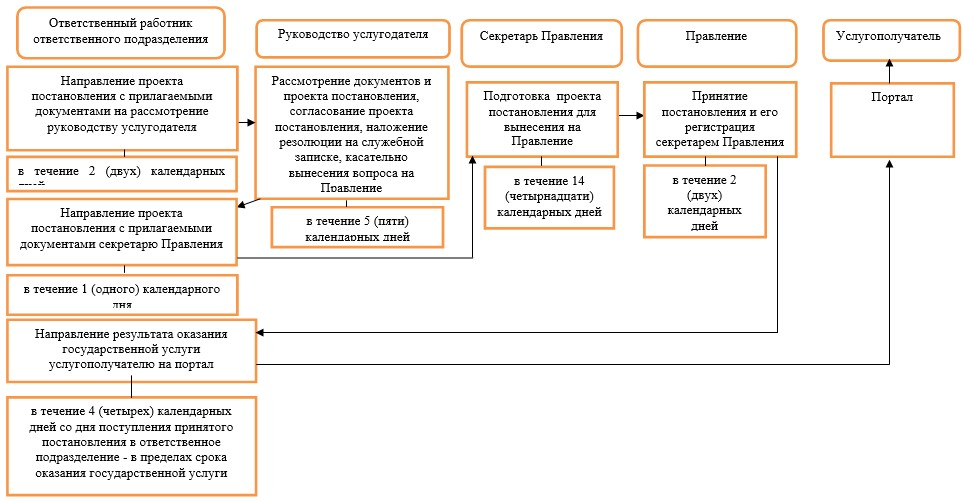 Ответственный работник
ответственного подразделения
Руководство услугодателя
Секретарь Правления
Правление
Услугополучатель
Направление проекта
постановления с прилагаемыми
документами на рассмотрение
руководству услугодателя
в течение 2 (двух) календарных
дней
Рассмотрение документов и
проекта постановления,
согласование проекта
постановления, наложение
резолюции на служебной
записке, касательно
вынесения вопроса на
Правление
в течение 5 (пяти)
календарных дней
Подготовка проекта
постановления для
вынесения на
Правление
в течение 14
(четырнадцати)
календарных дней
Принятие
постановления и его
регистрация
секретарем Правления
в течение 2
(двух)
календарных
дней
Портал
Направление проекта
постановления с прилагаемыми
документами секретарю Правления
в течение 1 (одного) календарного
дня
Направление результата оказания
государственной услуги
услугополучателю на портал
в течение 4 (четырех) календарных
дней со дня поступления принятого
постановления в ответственное
подразделение - в пределах срока
оказания государственной услуги